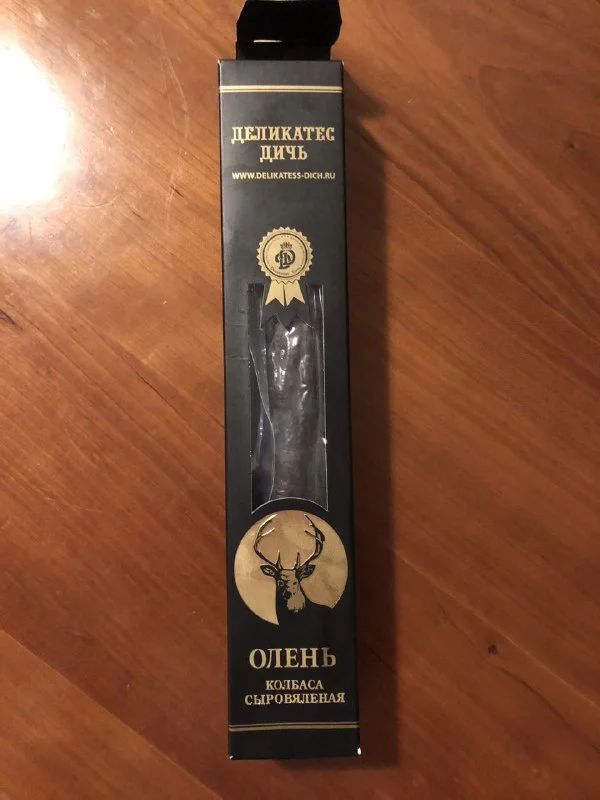 ДЕЛИКАТЕС
ДИЧЬ
WWW.DELIKATESS-DICH.RU
ОЛЕНЬ
КОЛБАСА
СЫРОВЯЛЕНАЯ